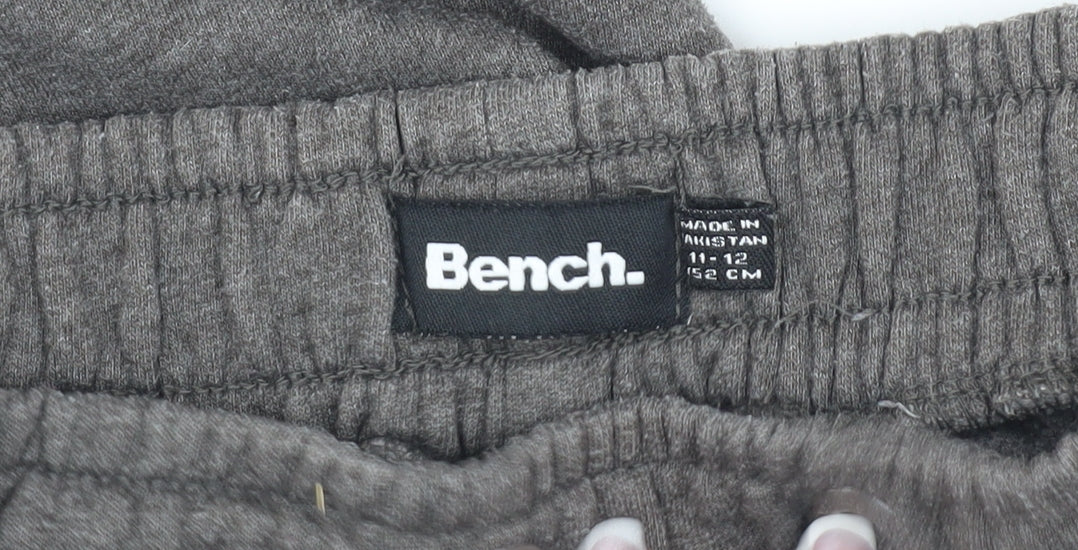 Bench.
MADE IN
AKISTAN
11-12
152 CM